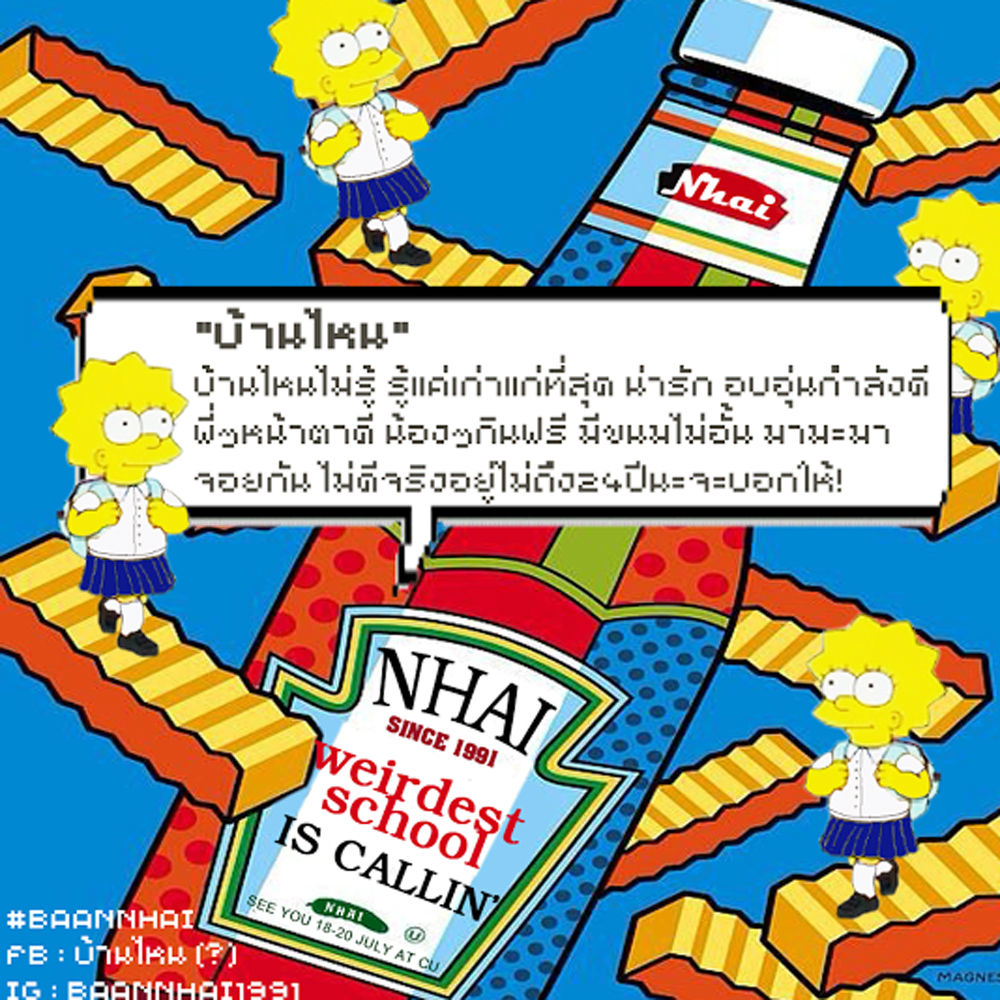 Nhai
"บ้านไหน"
บ้านไหนไม่รู้ รู้แค่เก่าแก่ที่สุด น่ารัก อบอุ่นกำลังดี
พี่ๆหน้าตาดี น้องๆกินฟรี มีขนมไม่อั้น มามะมา
จอยกัน ไม่ดีจริงอยู่ไม่ถึง24ปีนะจะบอกให้!
NHAI
SINCE 1991
weirdest
school
IS CALLIN'
NHAI
SEE YOU 18-20 JULY AT CU
#BAANNHAI
FB : บ้านไหน (?)
IG : BAANNHAI1991